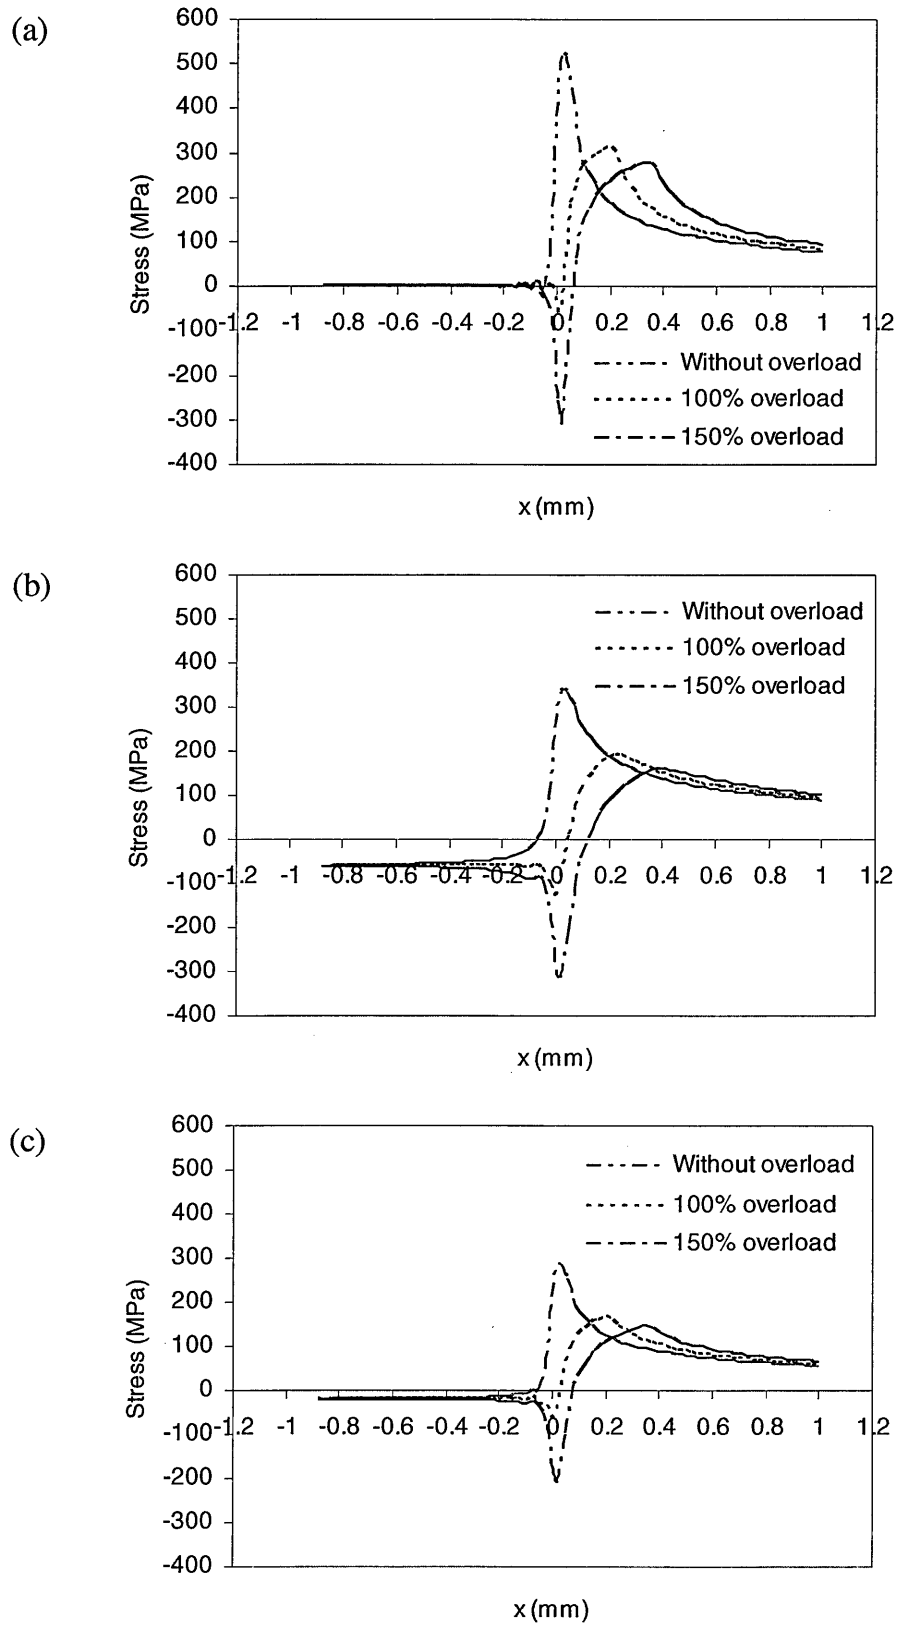 (a)
600
500
400
300
200
100
0
-100
-200
-300
-400
Stress (MPa)
-1.2 -1 -0.8 -0.6 -0.4 -0.2 0 0.2 0.4 0.6 0.8 1 1.2
Without overload
100% overload
150% overload
x (mm)
(b)
600
500
400
300
200
100
0
-100
-200
-300
-400
Stress (MPa)
-1.2 -1 -0.8 -0.6 -0.4 -0.2 0 0.2 0.4 0.6 0.8 1 1.2
Without overload
100% overload
150% overload
x (mm)
(c)
600
500
400
300
200
100
0
-100
-200
-300
-400
Stress (MPa)
-1.2 -1 -0.8 -0.6 -0.4 -0.2 0 0.2 0.4 0.6 0.8 1 1.2
Without overload
100% overload
150% overload
x (mm)